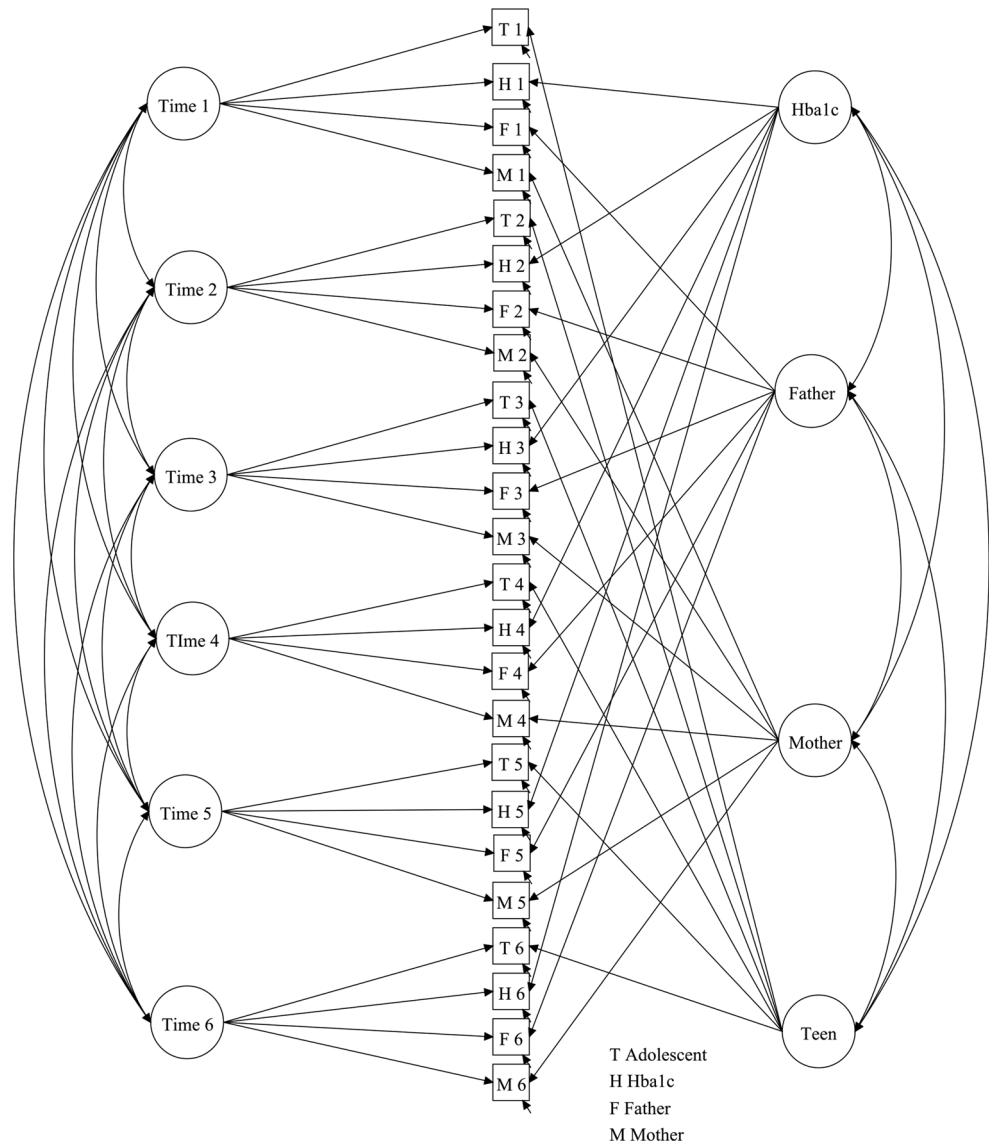 T 1
H 1
F 1
M 1
T 2
H 2
F 2
M 2
T 3
H 3
F 3
M 3
T 4
H 4
F 4
M 4
T 5
H 5
F 5
M 5
T 6
H 6
F 6
M 6
Time 1
Time 2
Time 3
TIme 4
Time 5
Time 6
Hba1c
Father
Mother
Teen
T Adolescent
H Hba1c
F Father
M Mother